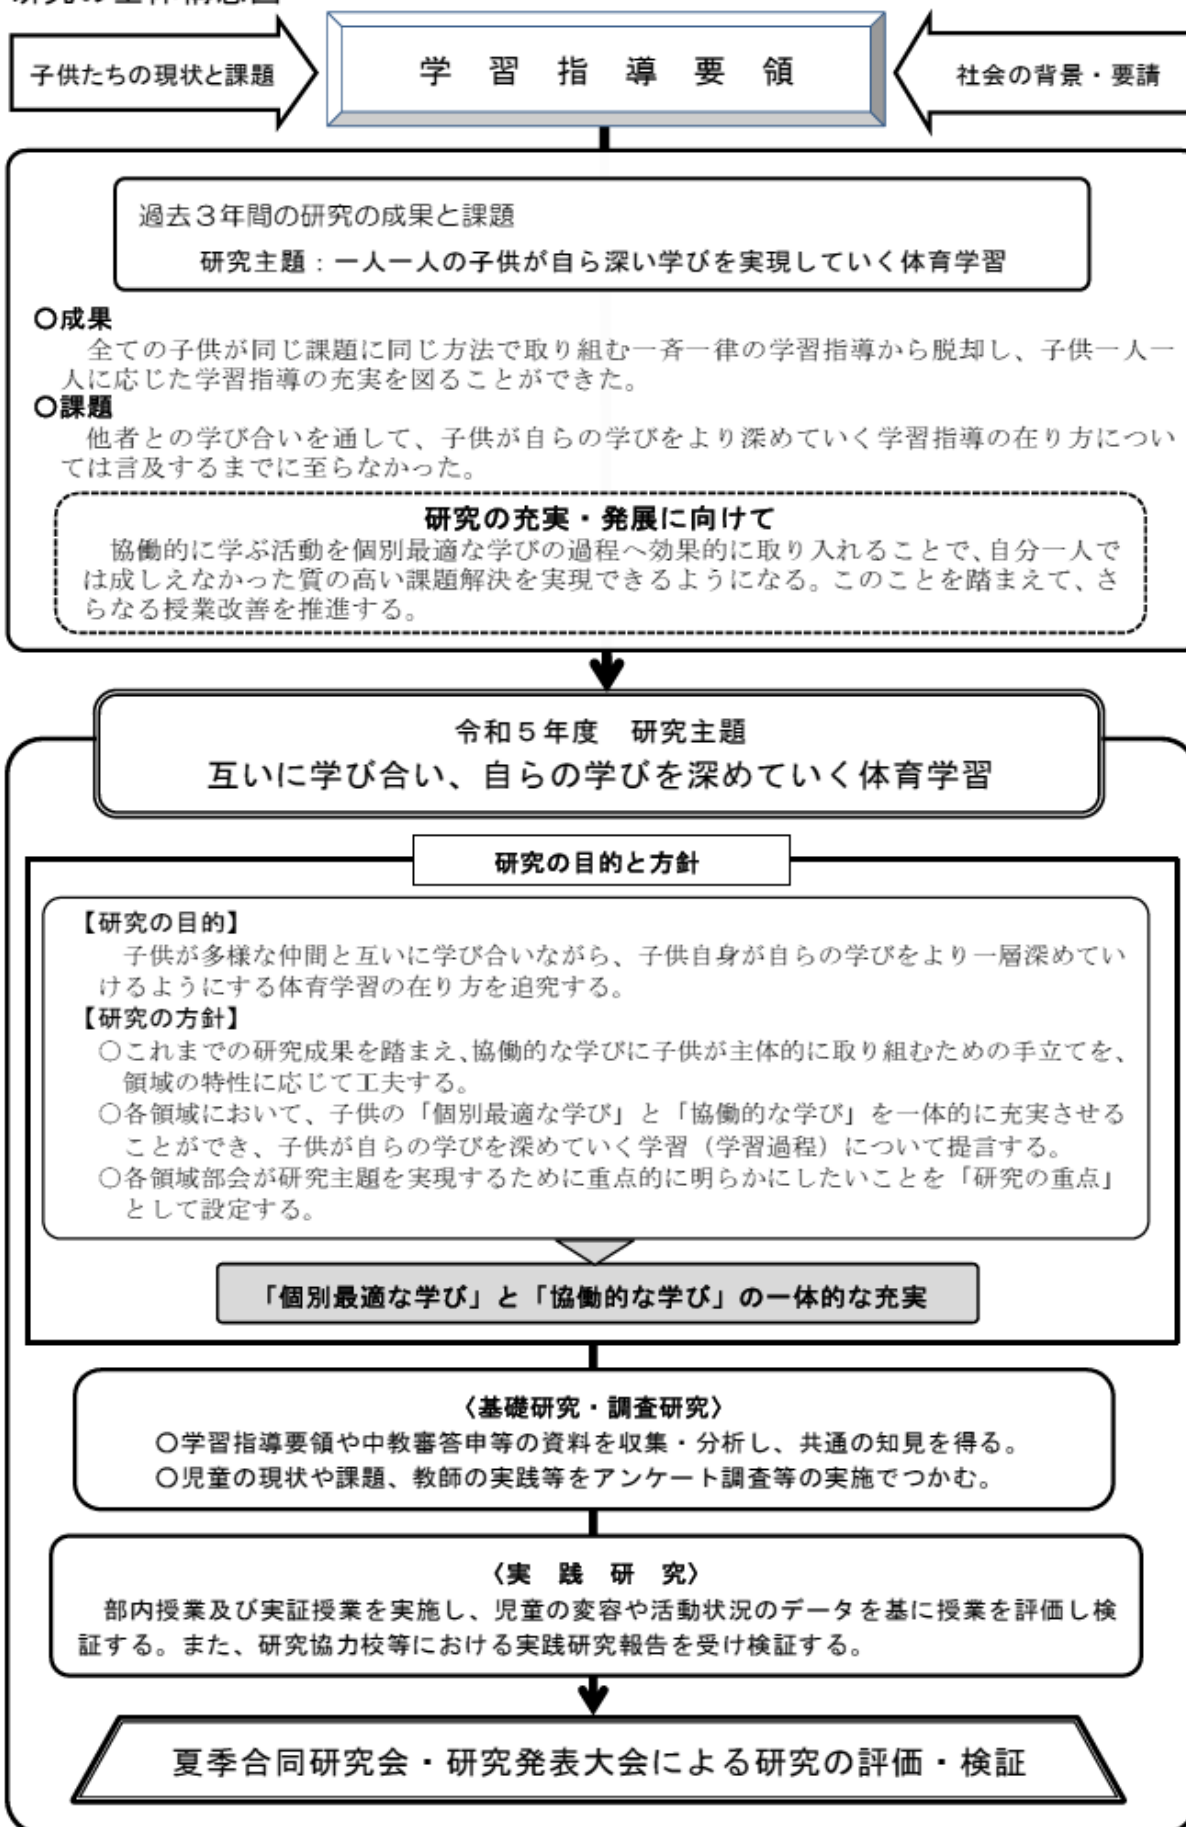 子供たちの現状と課題
学習指導要領
社会の背景・要請
過去3年間の研究の成果と課題
研究主題：一人一人の子供が自ら深い学びを実現していく体育学習
〇成果
全ての子供が同じ課題に同じ方法で取り組む一斉一律の学習指導から脱却し、子供一人一
人に応じた学習指導の充実を図ることができた。
〇課題
他者との学び合いを通して、子供が自らの学びをより深めていく学習指導の在り方につい
ては言及するまでに至らなかった。
研究の充実・発展に向けて
協働的に学ぶ活動を個別最適な学びの過程へ効果的に取り入れることで、自分一人で
は成しえなかった質の高い課題解決を実現できるようになる。このことを踏まえて、さ
らなる授業改善を推進する。
令和５年度　研究主題
互いに学び合い、自らの学びを深めていく体育学習
研究の目的と方針
【研究の目的】
子供が多様な仲間と互いに学び合いながら、子供自身が自らの学びをより一層深めてい
けるようにする体育学習の在り方を追究する。
【研究の方針】
〇これまでの研究成果を踏まえ、協働的な学びに子供が主体的に取り組むための手立てを、
領域の特性に応じて工夫する。
〇各領域において、子供の「個別最適な学び」と「協働的な学び」を一体的に充実させる
ことができ、子供が自らの学びを深めていく学習（学習過程）について提言する。
〇各領域部会が研究主題を実現するために重点的に明らかにしたいことを「研究の重点」
として設定する。
「個別最適な学び」と「協働的な学び」の一体的な充実
〈基礎研究・調査研究〉
〇学習指導要領や中教審答申等の資料を収集・分析し、共通の知見を得る。
〇児童の現状や課題、教師の実践等をアンケート調査等の実施でつかむ。
〈実　践　研　究〉
部内授業及び実証授業を実施し、児童の変容や活動状況のデータを基に授業を評価し検
証する。また、研究協力校等における実践研究報告を受け検証する。
夏季合同研究会・研究発表大会による研究の評価・検証